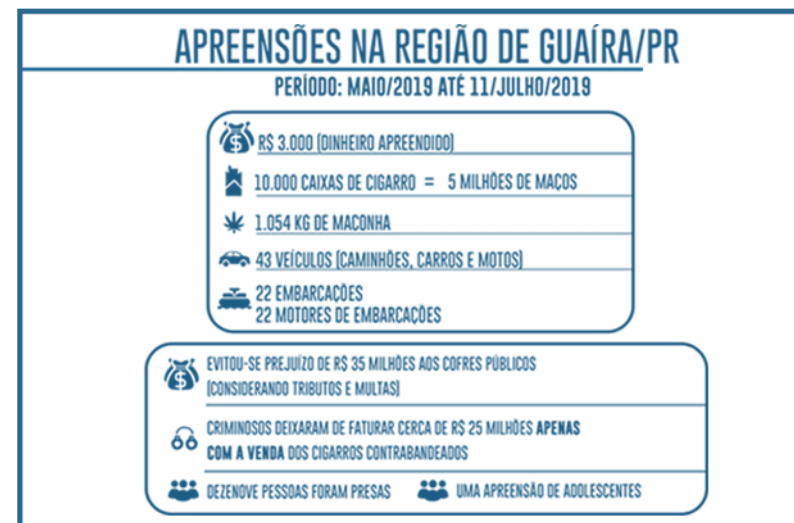 APREENSÕES NA REGIÃO DE GUAÍRA/PR
PERÍODO: MAIO/2019 ATÉ 11/JULHO/2019
R$ 3.000 (DINHEIRO APREENDIDO)
10.000 CAIXAS DE CIGARRO = 5 MILHÕES DE MAÇOS
1.054 KG DE MACONHA
43 VEÍCULOS (CAMINHÕES, CARROS E MOTOS)
22 EMBARCAÇÕES
22 MOTORES DE EMBARCAÇÕES
EVITOU-SE PREJUÍZO DE R$ 35 MILHÕES AOS COFRES PÚBLICOS
(CONSIDERANDO TRIBUTOS E MULTAS)
CRIMINOSOS DEIXARAM DE FATURAR CERCA DE R$ 25 MILHÕES APENAS
COM A VENDA DOS CIGARROS CONTRABANDEADOS
DEZENOVE PESSOAS FORAM PRESAS UMA APREENSÃO DE ADOLESCENTES